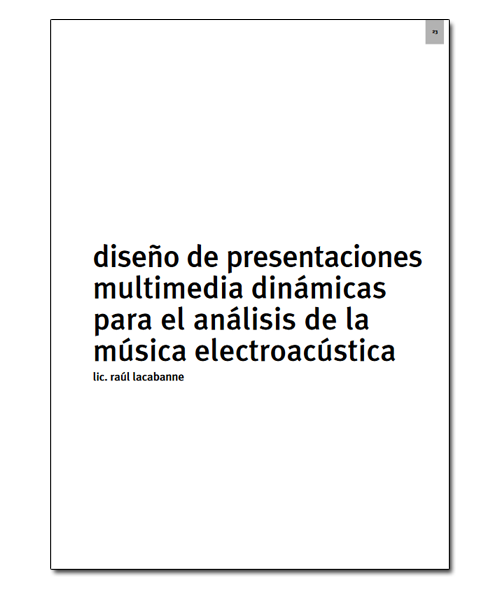 23
diseño de presentaciones
multimedia dinámicas
para el análisis de la
música electroacústica
lic. raúl lacabanne